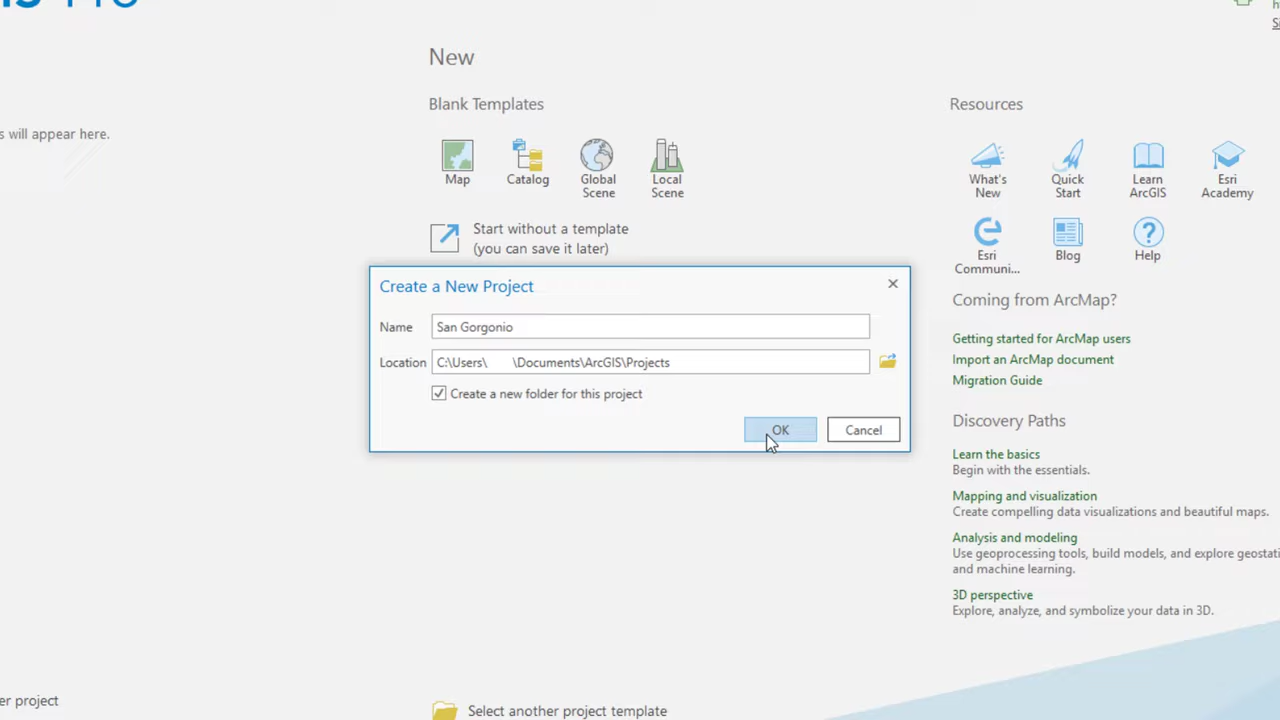 New
Blank Templates
Resources
s will appear here.
Map
Catalog
Global
Scene
Local
Scene
What's
New
Quick
Start
Learn
ArcGIS
Esri
Academy
Start without a template
(you can save it later)
Esri
Communi...
Blog
Help
Create a New Project
Name
San Gorgonio
Location
C:\Users\ \Documents\ArcGIS\Projects
Create a new folder for this project
OK
Cancel
Coming from ArcMap?
Getting started for ArcMap users
Import an ArcMap document
Migration Guide
Discovery Paths
Learn the basics
Begin with the essentials.
Mapping and visualization
Create compelling data visualizations and beautiful maps.
Analysis and modeling
Use geoprocessing tools, build models, and explore geostati
and machine learning.
3D perspective
Explore, analyze, and symbolize your data in 3D.
er project
Select another project template